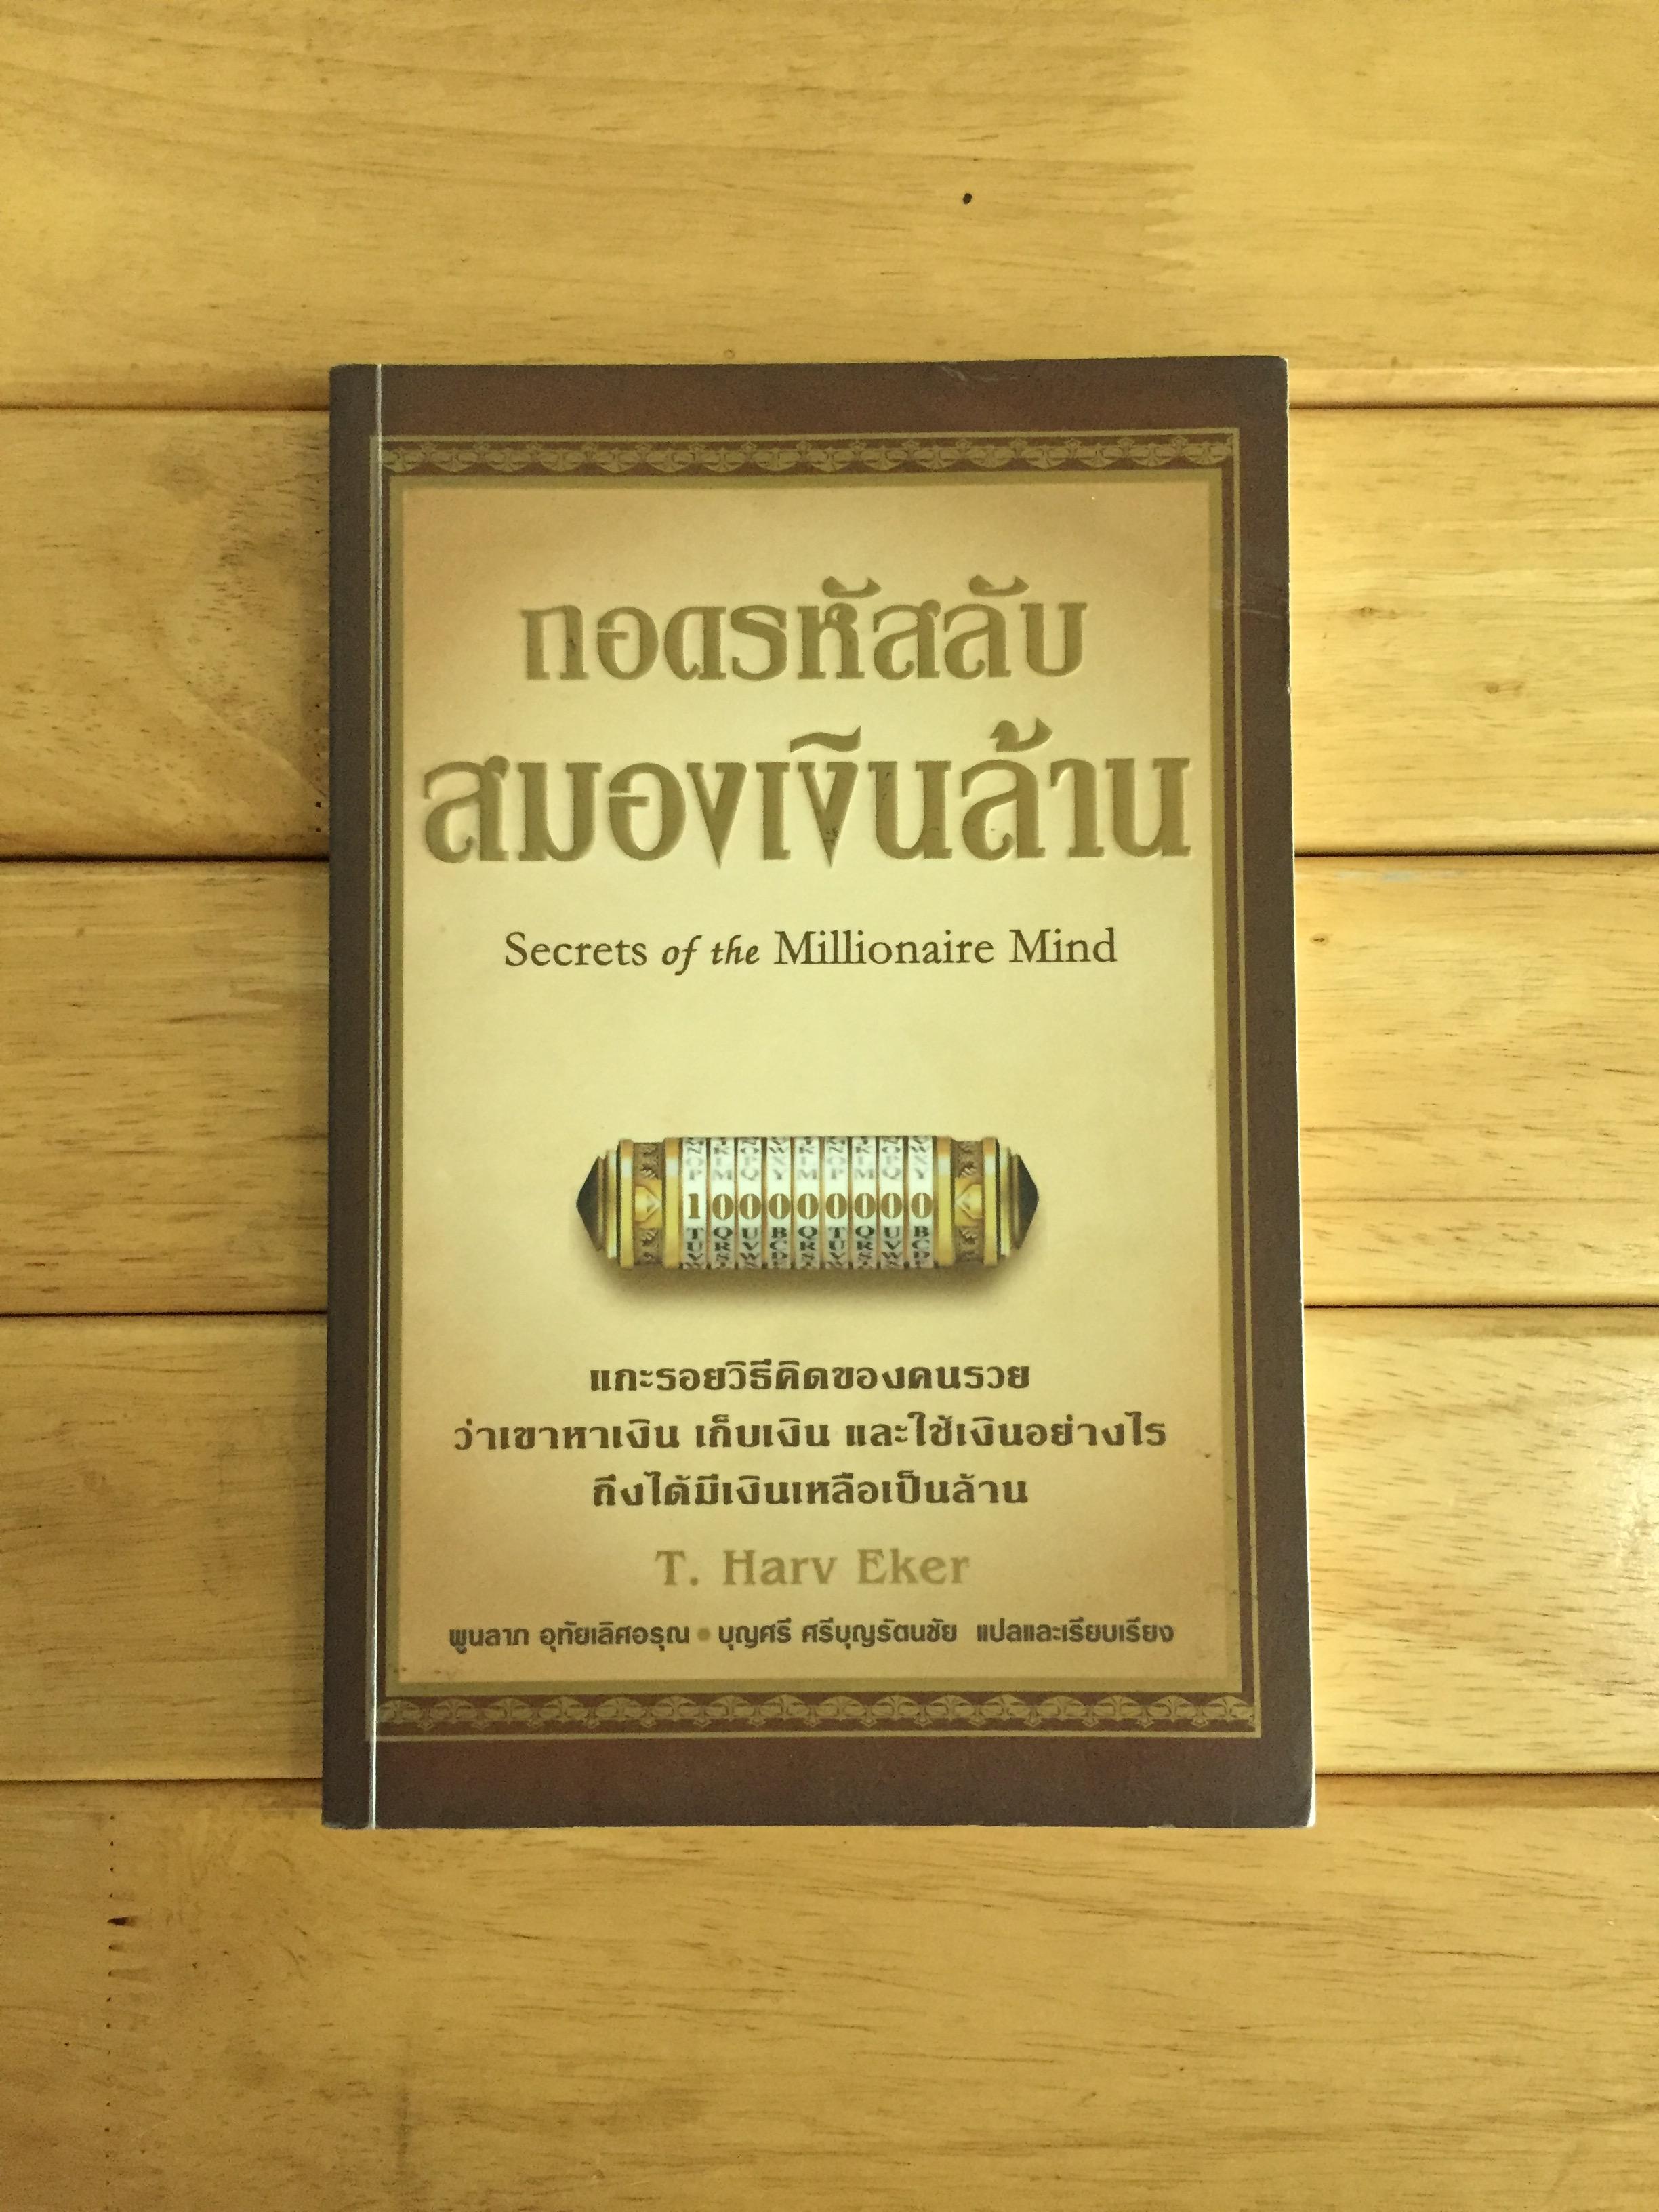 ถอดรหัสลับ
สมองเงินล้าน
Secrets of the Millionaire Mind
100000000
แกะรอยวิธีคิดของคนรวย
ว่าเขาหาเงิน เก็บเงิน และใช้เงินอย่างไร
ถึงได้มีเงินเหลือเป็นล้าน
T. Harv Eker
พูนลาภ อุทัยเลิศอรุณ • บุญศรี ศรีบุญรัตนชัย แปลและเรียบเรียง